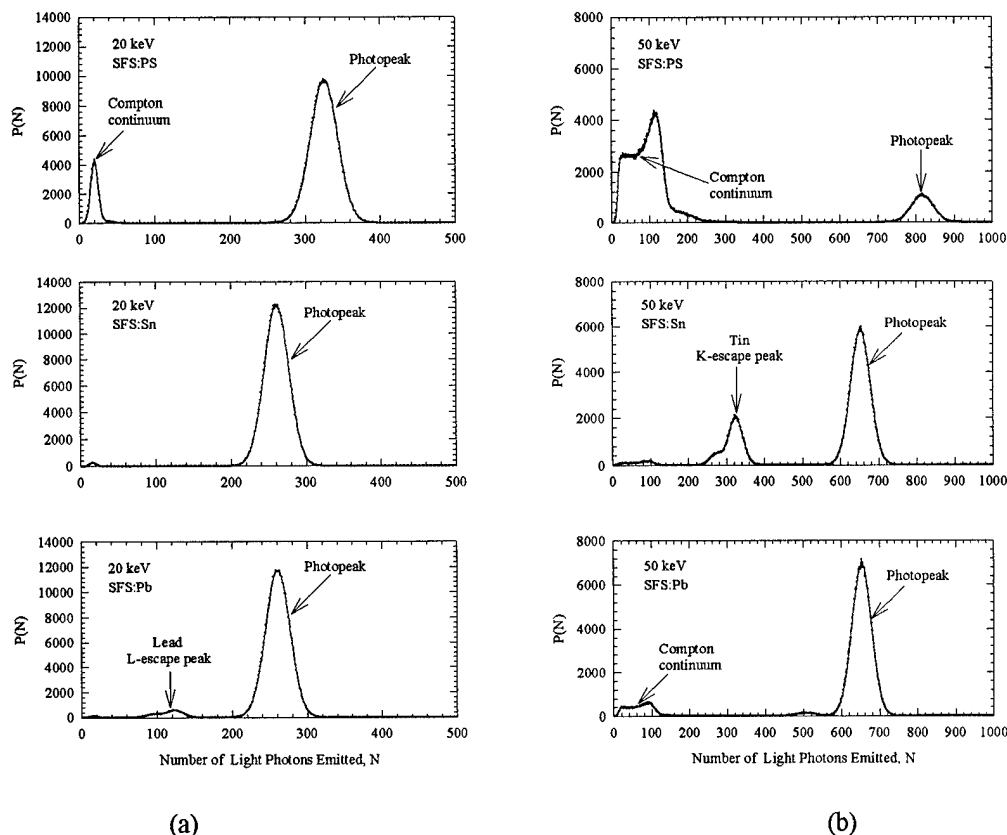 14000
12000
10000
8000
6000
4000
2000
0
P(N)
20 keV
SFS:PS
Compton
continuum
Photopeak
0 100 200 300 400 500
8000
6000
4000
2000
0
P(N)
50 keV
SFS:PS
Compton
continuum
Photopeak
0 100 200 300 400 500 600 700 800 900 1000
14000
12000
10000
8000
6000
4000
2000
0
P(N)
20 keV
SFS:Sn
Photopeak
0 100 200 300 400 500
8000
6000
4000
2000
0
P(N)
50 keV
SFS:Sn
Tin
K-escape peak
Photopeak
0 100 200 300 400 500 600 700 800 900 1000
14000
12000
10000
8000
6000
4000
2000
0
P(N)
20 keV
SFS:Pb
Lead
L-escape peak
Photopeak
0 100 200 300 400 500
Number of Light Photons Emitted, N
8000
6000
4000
2000
0
P(N)
50 keV
SFS:Pb
Compton
continuum
Photopeak
0 100 200 300 400 500 600 700 800 900 1000
Number of Light Photons Emitted, N
(a)
(b)